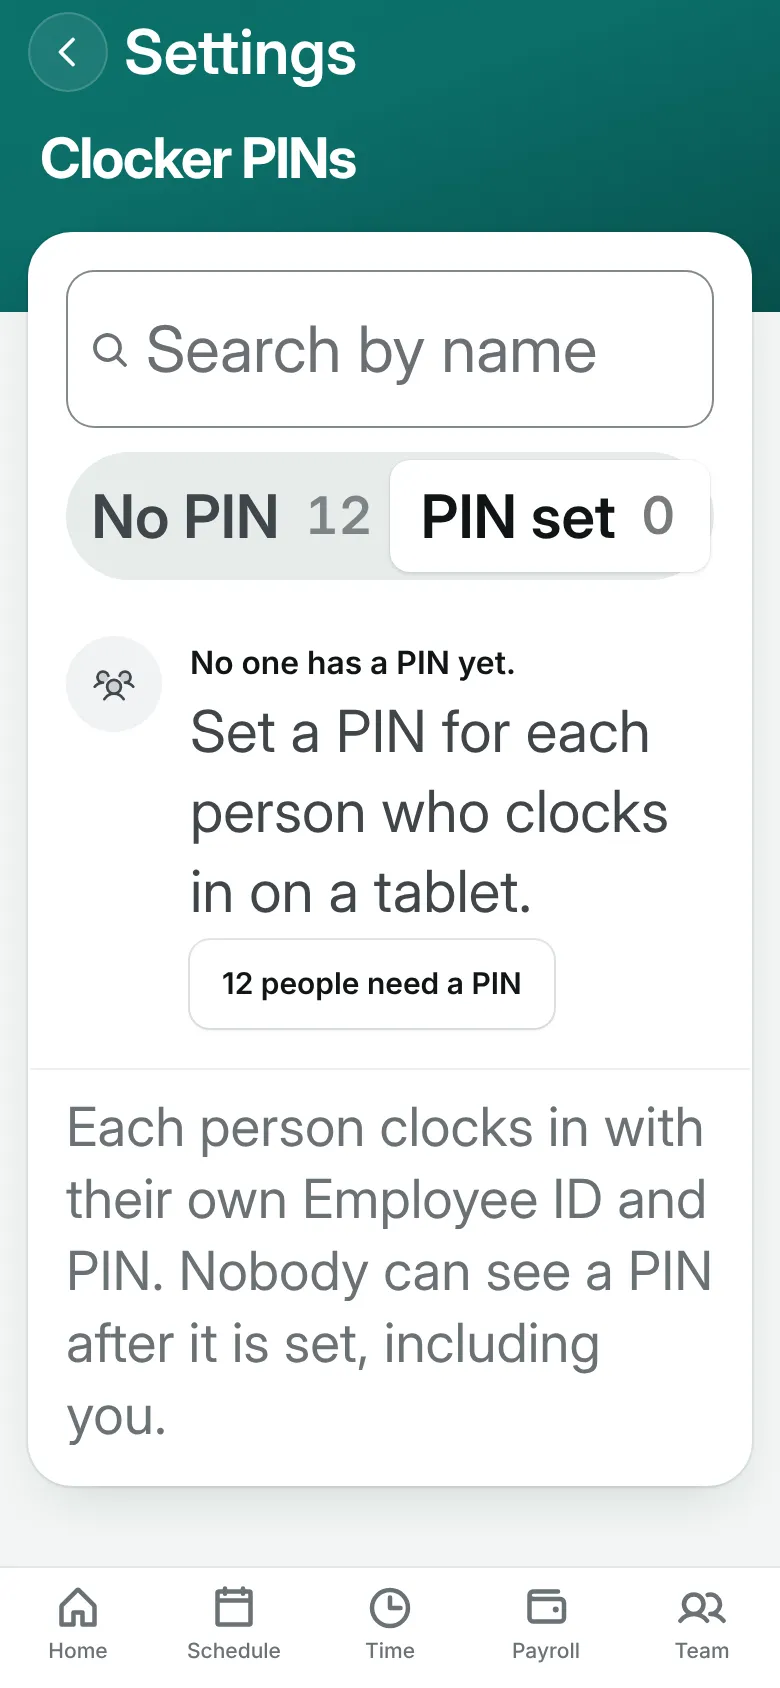 Settings
Clocker PINs
Search by name
No PIN 12 PIN set 0
No one has a PIN yet.
Set a PIN for each
person who clocks
in on a tablet.
12 people need a PIN
Each person clocks in with
their own Employee ID and
PIN. Nobody can see a PIN
after it is set, including
you.
Home Schedule Time Payroll Team